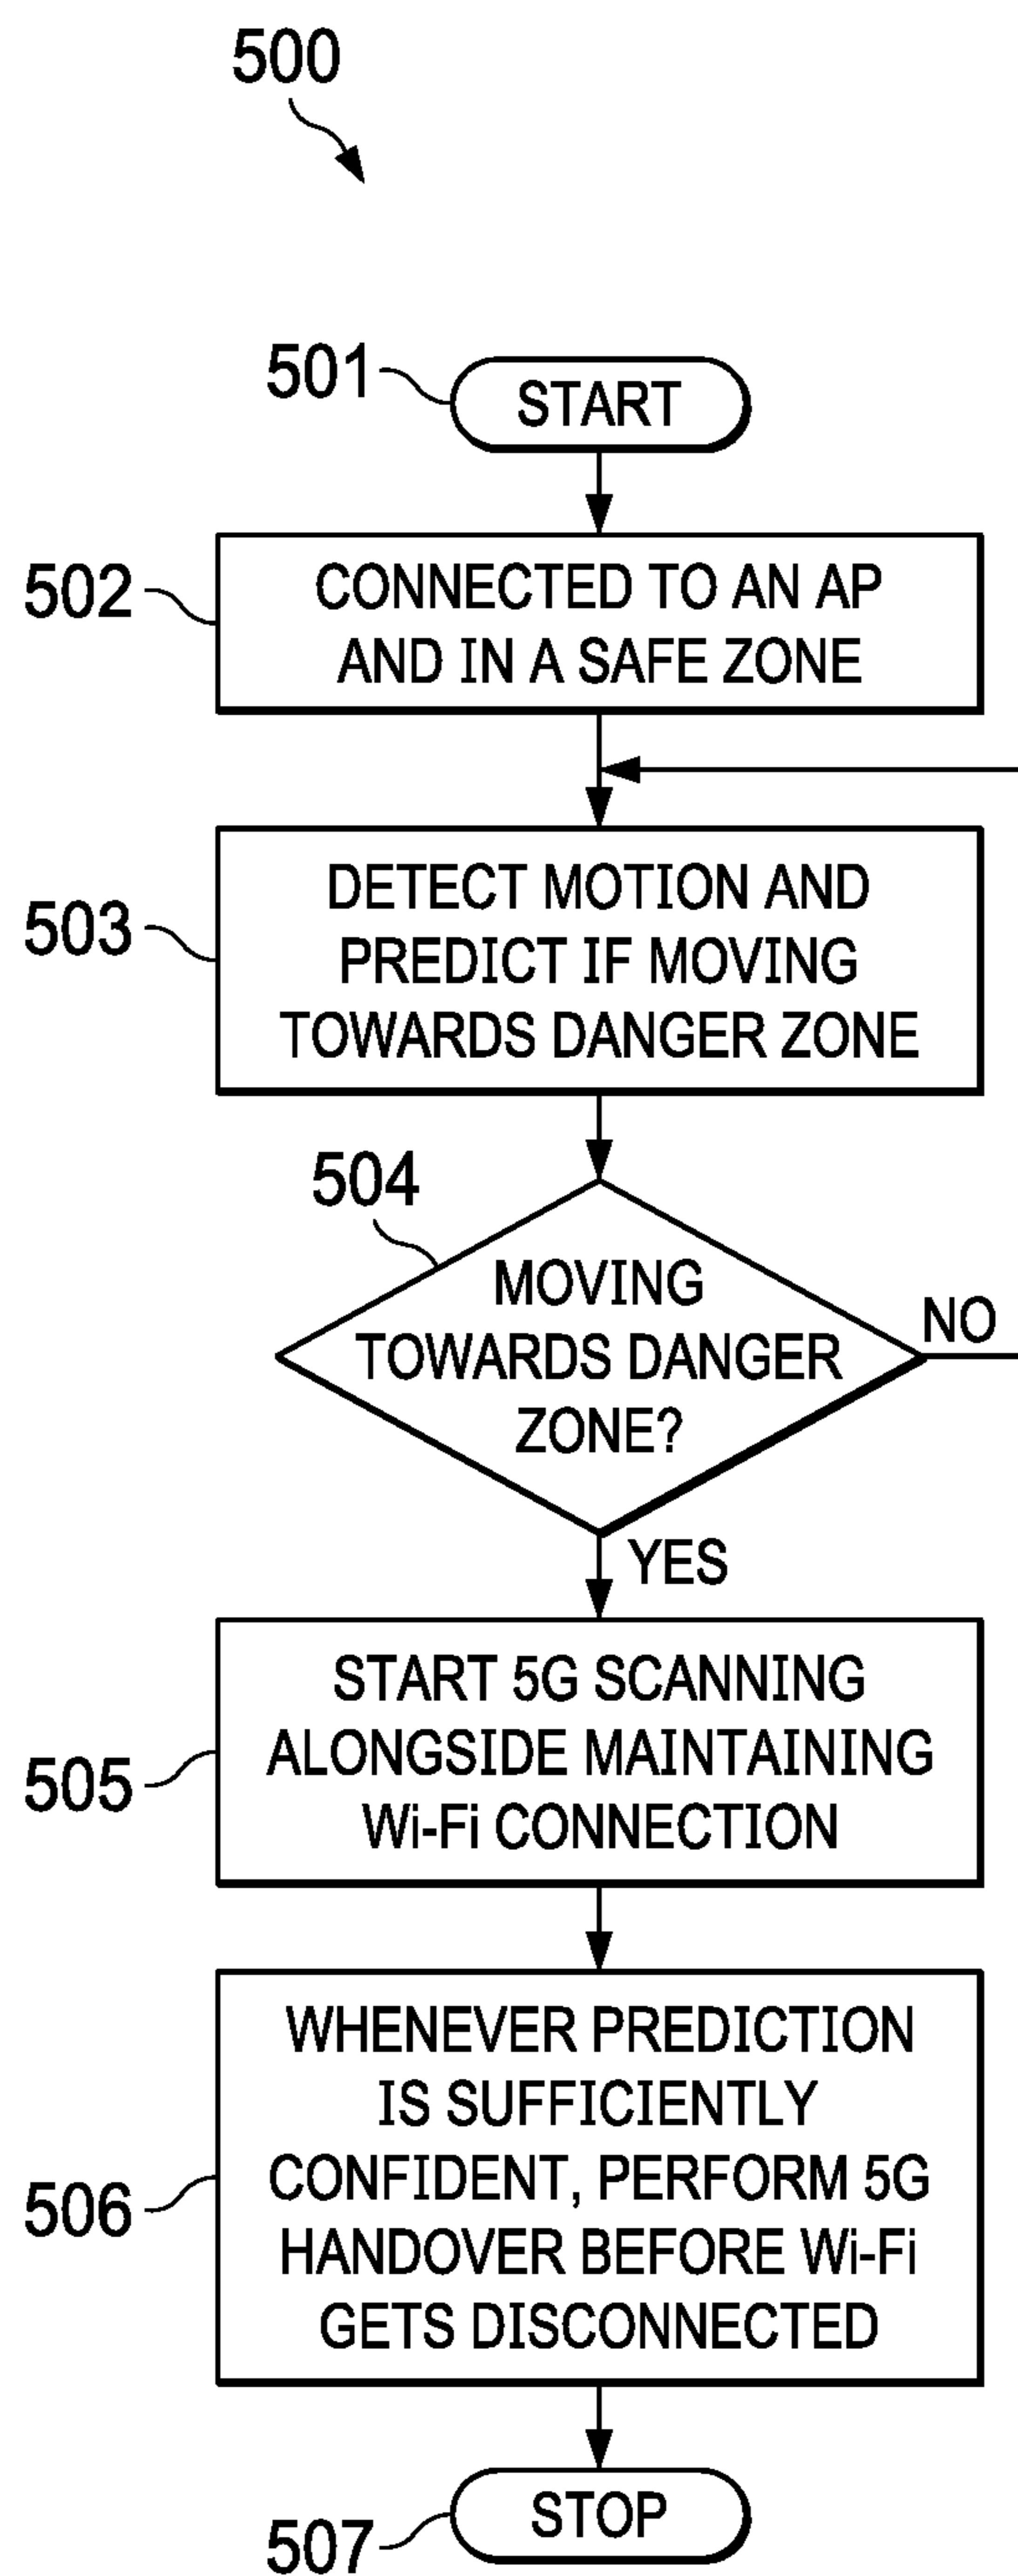 500
501
START
502
CONNECTED TO AN AP
AND IN A SAFE ZONE
503
DETECT MOTION AND
PREDICT IF MOVING
TOWARDS DANGER ZONE
504
MOVING
TOWARDS DANGER
ZONE?
NO
YES
505
START 5G SCANNING
ALONGSIDE MAINTAINING
Wi-Fi CONNECTION
506
WHENEVER PREDICTION
IS SUFFICIENTLY
CONFIDENT, PERFORM 5G
HANDOVER BEFORE Wi-Fi
GETS DISCONNECTED
507
STOP